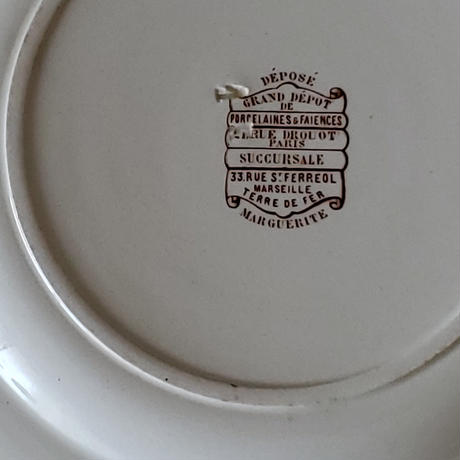 DÉPOSÉ
GRAND DÉPOT
DE
PORCELAINES & FAIENCES
RUE DROUOT
PARIS
SUCCURSALE
33. RUE ST FERREOL
MARSEILLE
TERRE DE FER
MARGUERITE